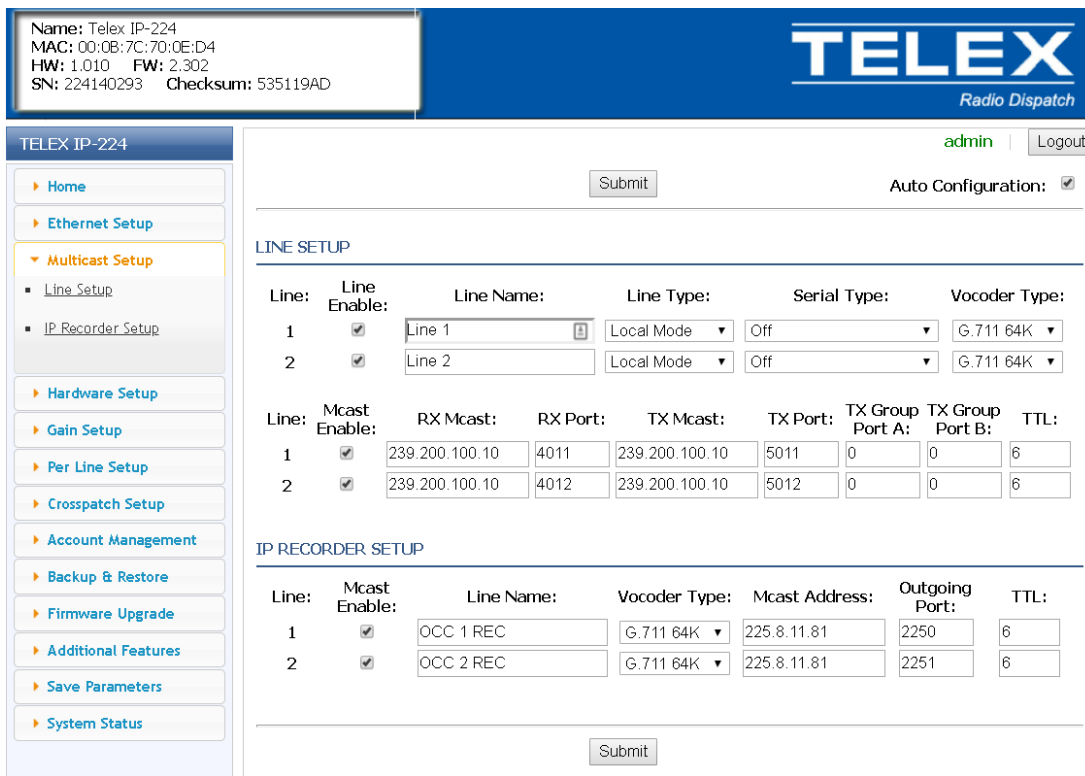 Name: Telex IP-224
MAC: 00:0B:7C:70:0E:D4
HW: 1.010 FW: 2.302
SN: 224140293 Checksum: 535119AD
TELEX
Radio Dispatch
TELEX IP-224
admin | Logout
Home
Ethernet Setup
Multicast Setup
Line Setup
IP Recorder Setup
Hardware Setup
Gain Setup
Per Line Setup
Crosspatch Setup
Account Management
Backup & Restore
Firmware Upgrade
Additional Features
Save Parameters
System Status
Submit Auto Configuration:
LINE SETUP
Line: Line Enable: Line Name: Line Type: Serial Type: Vocoder Type:
1 Line 1 Local Mode Off G.711 64K
2 Line 2 Local Mode Off G.711 64K
Line: Mcast Enable: RX Mcast: RX Port: TX Mcast: TX Port: TX Group Port A: TX Group Port B: TTL:
1 239.200.100.10 4011 239.200.100.10 5011 0 0 6
2 239.200.100.10 4012 239.200.100.10 5012 0 0 6
IP RECORDER SETUP
Line: Mcast Enable: Line Name: Vocoder Type: Mcast Address: Outgoing Port: TTL:
1 OCC 1 REC G.711 64K 225.8.11.81 2250 6
2 OCC 2 REC G.711 64K 225.8.11.81 2251 6
Submit